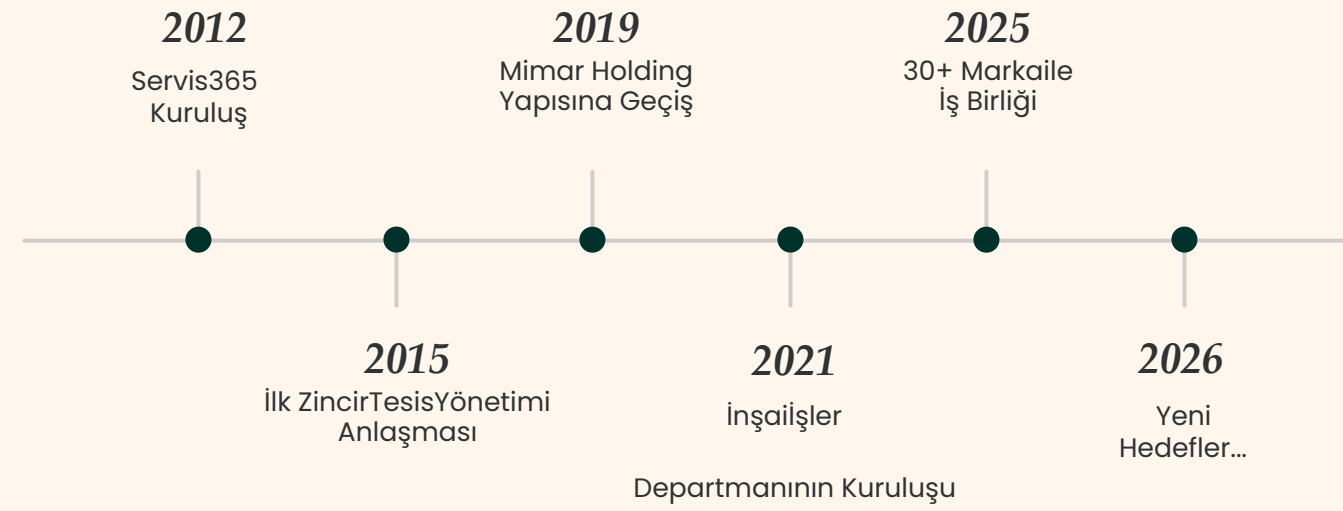 2012
Servis365
Kuruluş
2019
Mimar Holding
Yapısına Geçiş
2025
30+ Markaile
İş Birliği
2015
İlk ZincirTesisYönetimi
Anlaşması
2021
İnşaiİşler
Departmanının Kuruluşu
2026
Yeni
Hedefler...